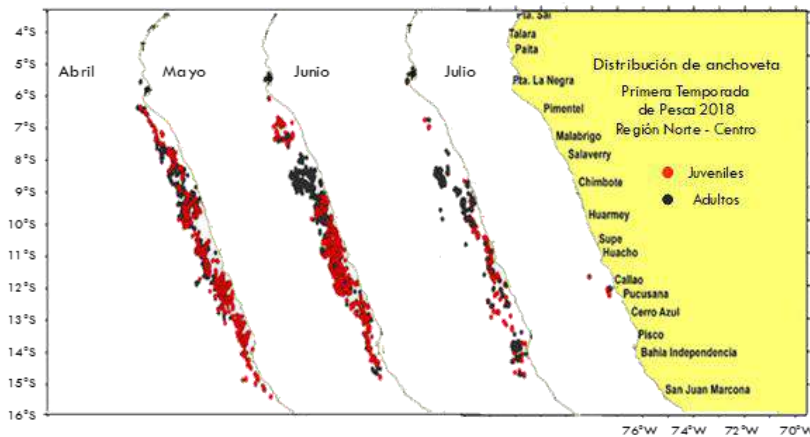 Pta. Sal
4°S
Talara
Paita
5°S
Abril
Mayo
Junio
Julio
Distribución de anchoveta
Pta. La Negra
6°S
Primera Temporada
de Pesca 2018
Región Norte - Centro
Pimentel
7°S
Malabrigo
Salaverry
8°S
Juveniles
Chimbote
9°S
Adultos
Huarmey
10°S
Supe
Huacho
11°S
Callao
12°S
Pucusana
Cerro Azul
13°S
Pisco
Bahia Independencia
14°S
San Juan Marcona
15°S
16°S
76°W
74°W
72°W
70°W